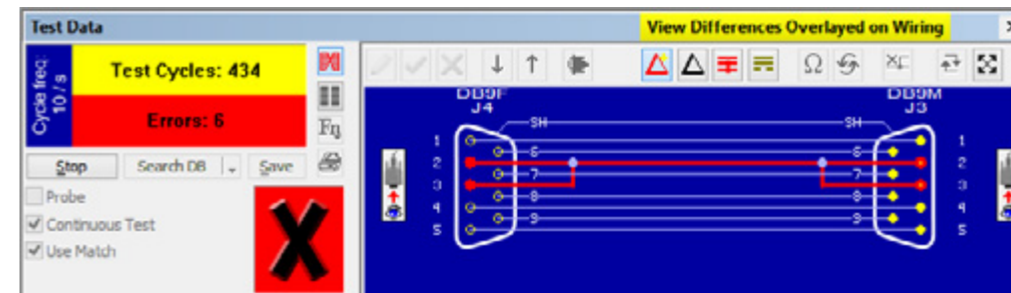 Test Data
View Differences Overlayed on Wiring
Cycle freq:
10 / s
Test Cycles: 434
Errors: 6
Stop
Search DB
Save
Probe
Continuous Test
Use Match
Ω
DB9F
J4
DB9M
J3
SH
SH
1
2
3
4
5
6
7
8
9
6
7
8
9
1
2
3
4
5